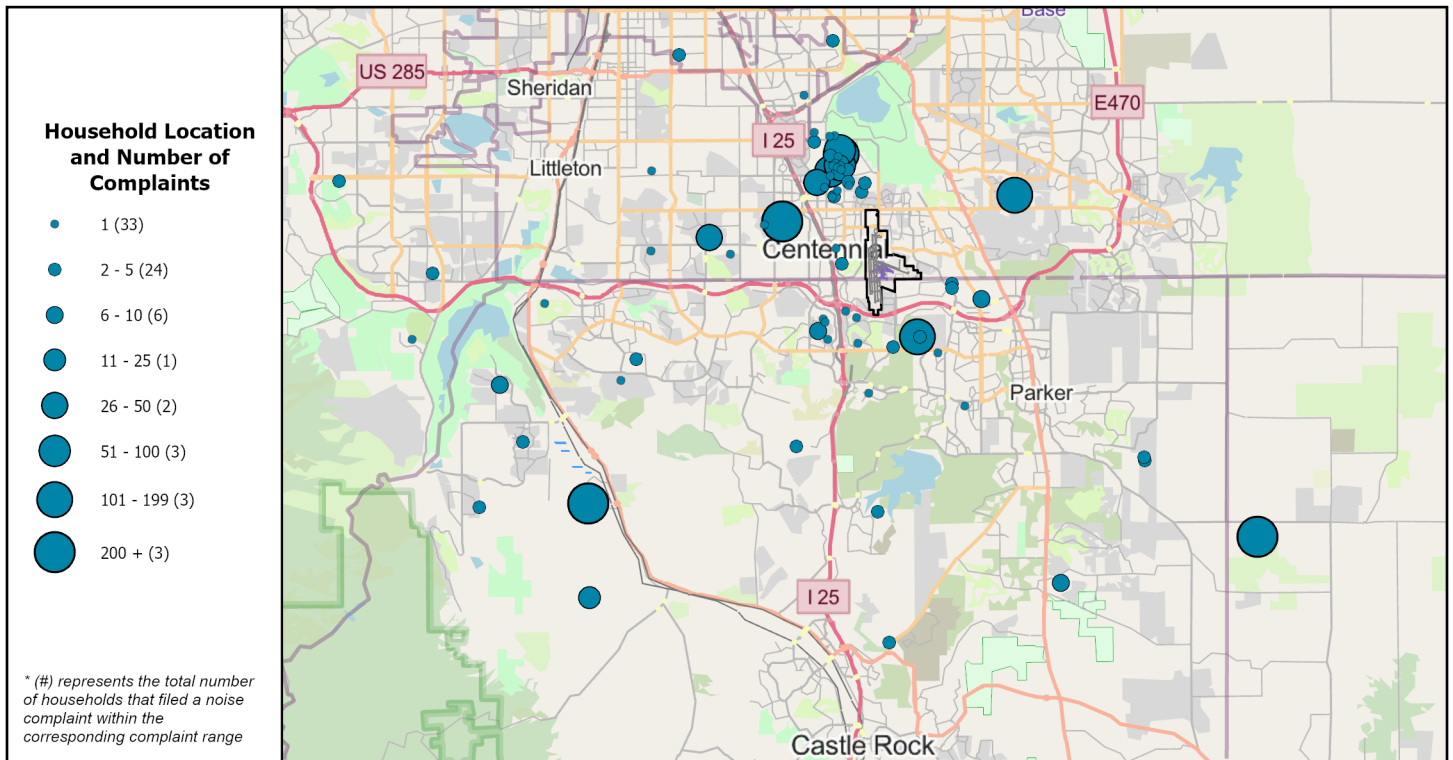 Household Location
and Number of
Complaints
1 (33)
2 - 5 (24)
6 - 10 (6)
11 - 25 (1)
26 - 50 (2)
51 - 100 (3)
101 - 199 (3)
200 + (3)
* (#) represents the total number
of households that filed a noise
complaint within the
corresponding complaint range
Base
US 285
Sheridan
E470
I 25
Littleton
Centennial
Parker
I 25
Castle Rock